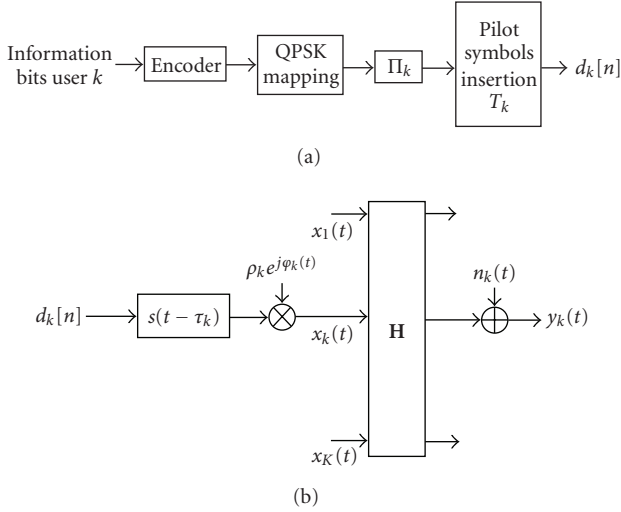 Information
bits user k
Encoder
QPSK
mapping
Π_k
Pilot
symbols
insertion
T_k
d_k[n]
(a)
x_1(t)
ρ_k e^{jφ_k(t)}
n_k(t)
d_k[n]
s(t − τ_k)
x_k(t)
H
y_k(t)
x_K(t)
(b)